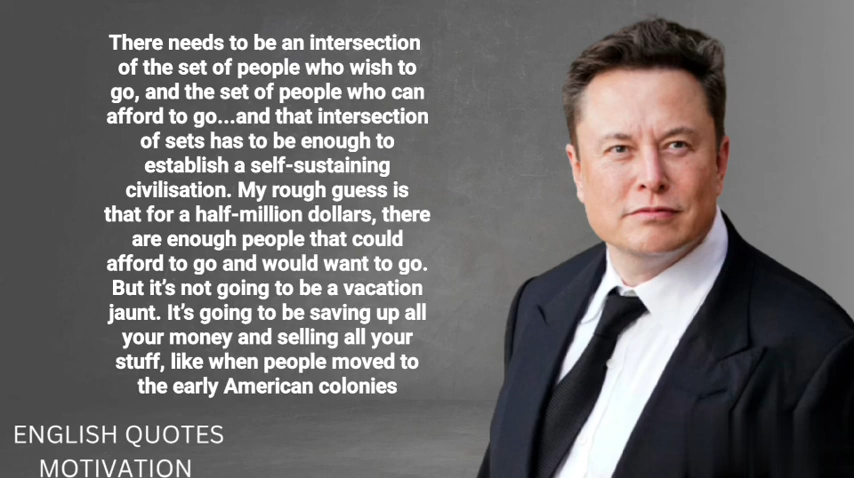 There needs to be an intersection
of the set of people who wish to
go, and the set of people who can
afford to go...and that intersection
of sets has to be enough to
establish a self-sustaining
civilisation. My rough guess is
that for a half-million dollars, there
are enough people that could
afford to go and would want to go.
But it's not going to be a vacation
jaunt. It's going to be saving up all
your money and selling all your
stuff, like when people moved to
the early American colonies
ENGLISH QUOTES
MOTIVATION